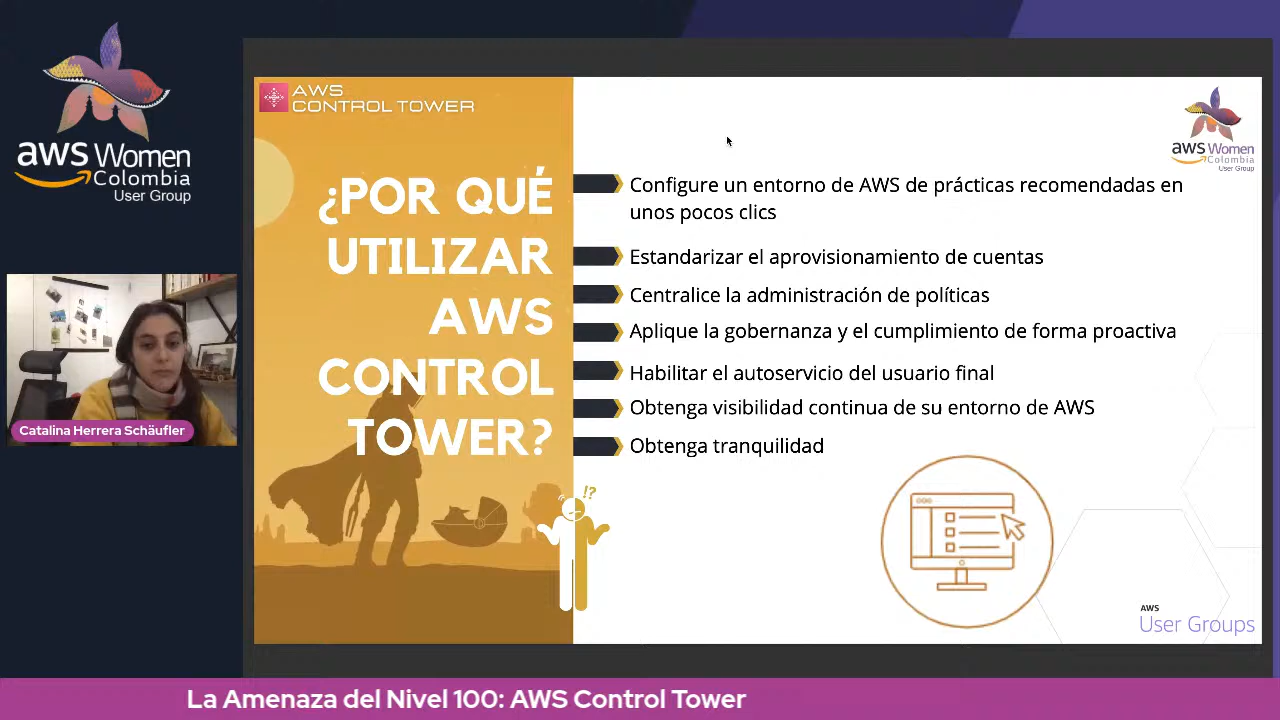 aws Women
Colombia
User Group
Catalina Herrera Schäufler
AWS
CONTROL TOWER
¿POR QUÉ
UTILIZAR
AWS
CONTROL
TOWER?
!?
aws Women
Colombia
User Group
Configure un entorno de AWS de prácticas recomendadas en
unos pocos clics
Estandarizar el aprovisionamiento de cuentas
Centralice la administración de políticas
Aplique la gobernanza y el cumplimiento de forma proactiva
Habilitar el autoservicio del usuario final
Obtenga visibilidad continua de su entorno de AWS
Obtenga tranquilidad
AWS
User Groups
La Amenaza del Nivel 100: AWS Control Tower